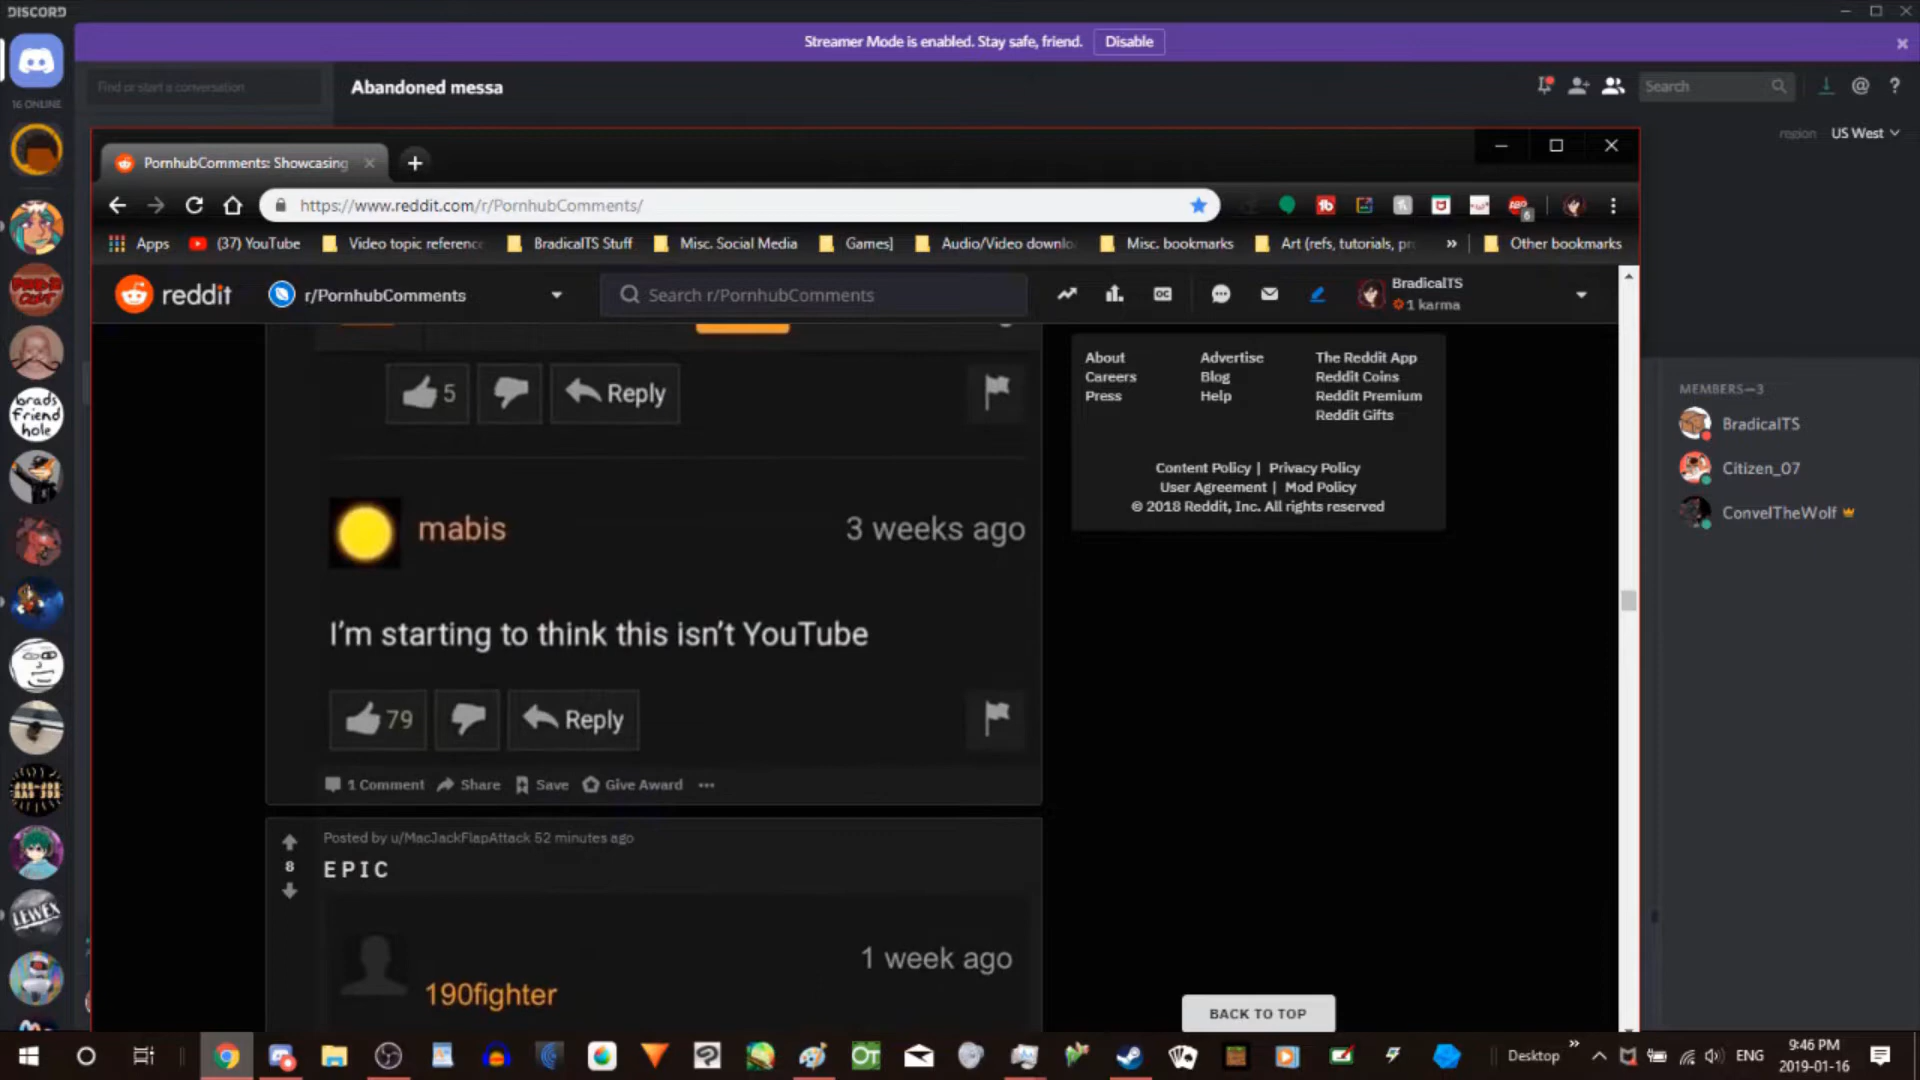 DISCORD
Streamer Mode is enabled. Stay safe, friend. Disable
16 ONLINE
Find or start a conversation
Abandoned messa
Search
region US West
PornhubComments: Showcasing
https://www.reddit.com/r/PornhubComments/
Apps (37) YouTube Video topic reference BradicalTS Stuff Misc. Social Media Games] Audio/Video downlo Misc. bookmarks Art (refs, tutorials, pr » Other bookmarks
reddit r/PornhubComments Search r/PornhubComments
BradicalTS
1 karma
5 Reply
mabis 3 weeks ago
I'm starting to think this isn't YouTube
79 Reply
1 Comment Share Save Give Award
Posted by u/MacJackFlapAttack 52 minutes ago
8
EPIC
1 week ago
190fighter
About Advertise The Reddit App
Careers Blog Reddit Coins
Press Help Reddit Premium
Reddit Gifts
Content Policy | Privacy Policy
User Agreement | Mod Policy
© 2018 Reddit, Inc. All rights reserved
BACK TO TOP
MEMBERS—3
BradicalTS
Citizen_07
ConvelTheWolf
brads
friend
hole
LEWEX
Desktop » ENG
9:46 PM
2019-01-16